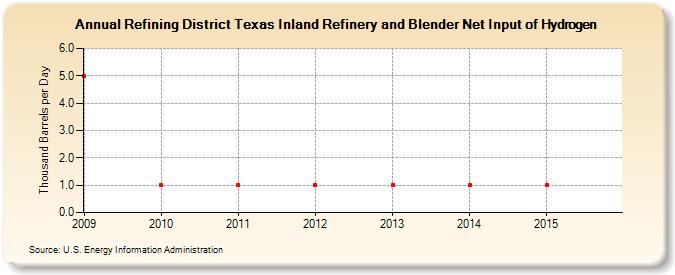 Annual Refining District Texas Inland Refinery and Blender Net Input of Hydrogen
Thousand Barrels per Day
6.0
5.0
4.0
3.0
2.0
1.0
0.0
2009 2010 2011 2012 2013 2014 2015
Source: U.S. Energy Information Administration